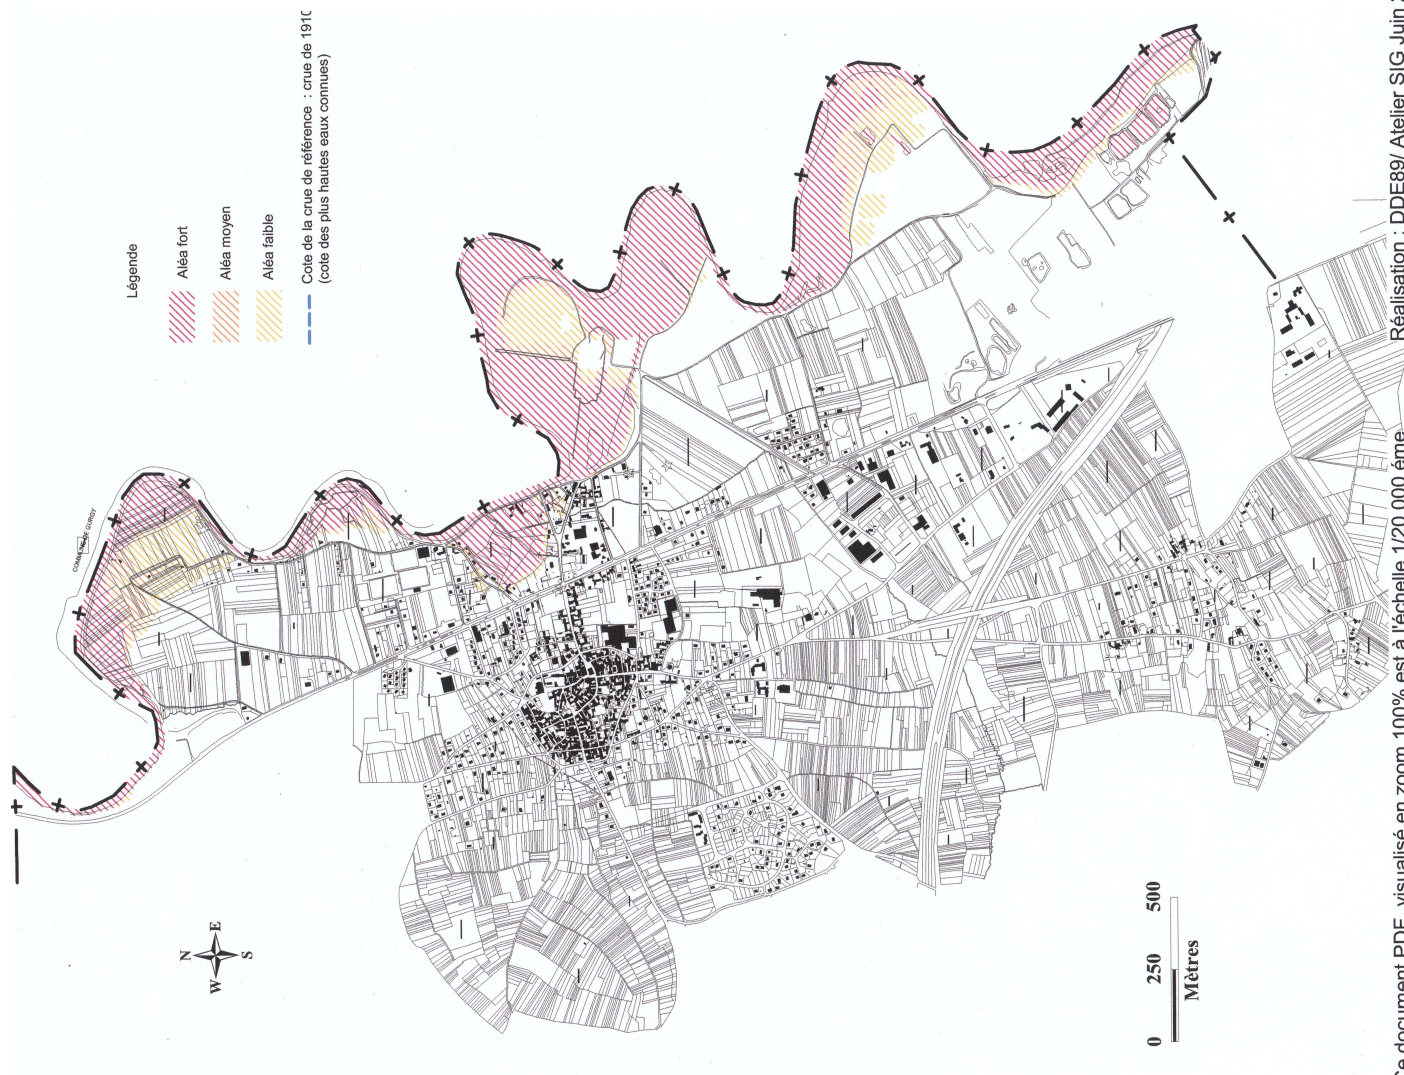 Légende
Aléa fort
Aléa moyen
Aléa faible
Cote de la crue de référence : crue de 1910
(cote des plus hautes eaux connues)
COMMUNE DE GURGY
N
W
E
S
0 250 500
Mètres
Ce document PDF, visualisé en zoom 100% est à l'échelle 1/20 000 éme
Réalisation : DDE89/ Atelier SIG Juin